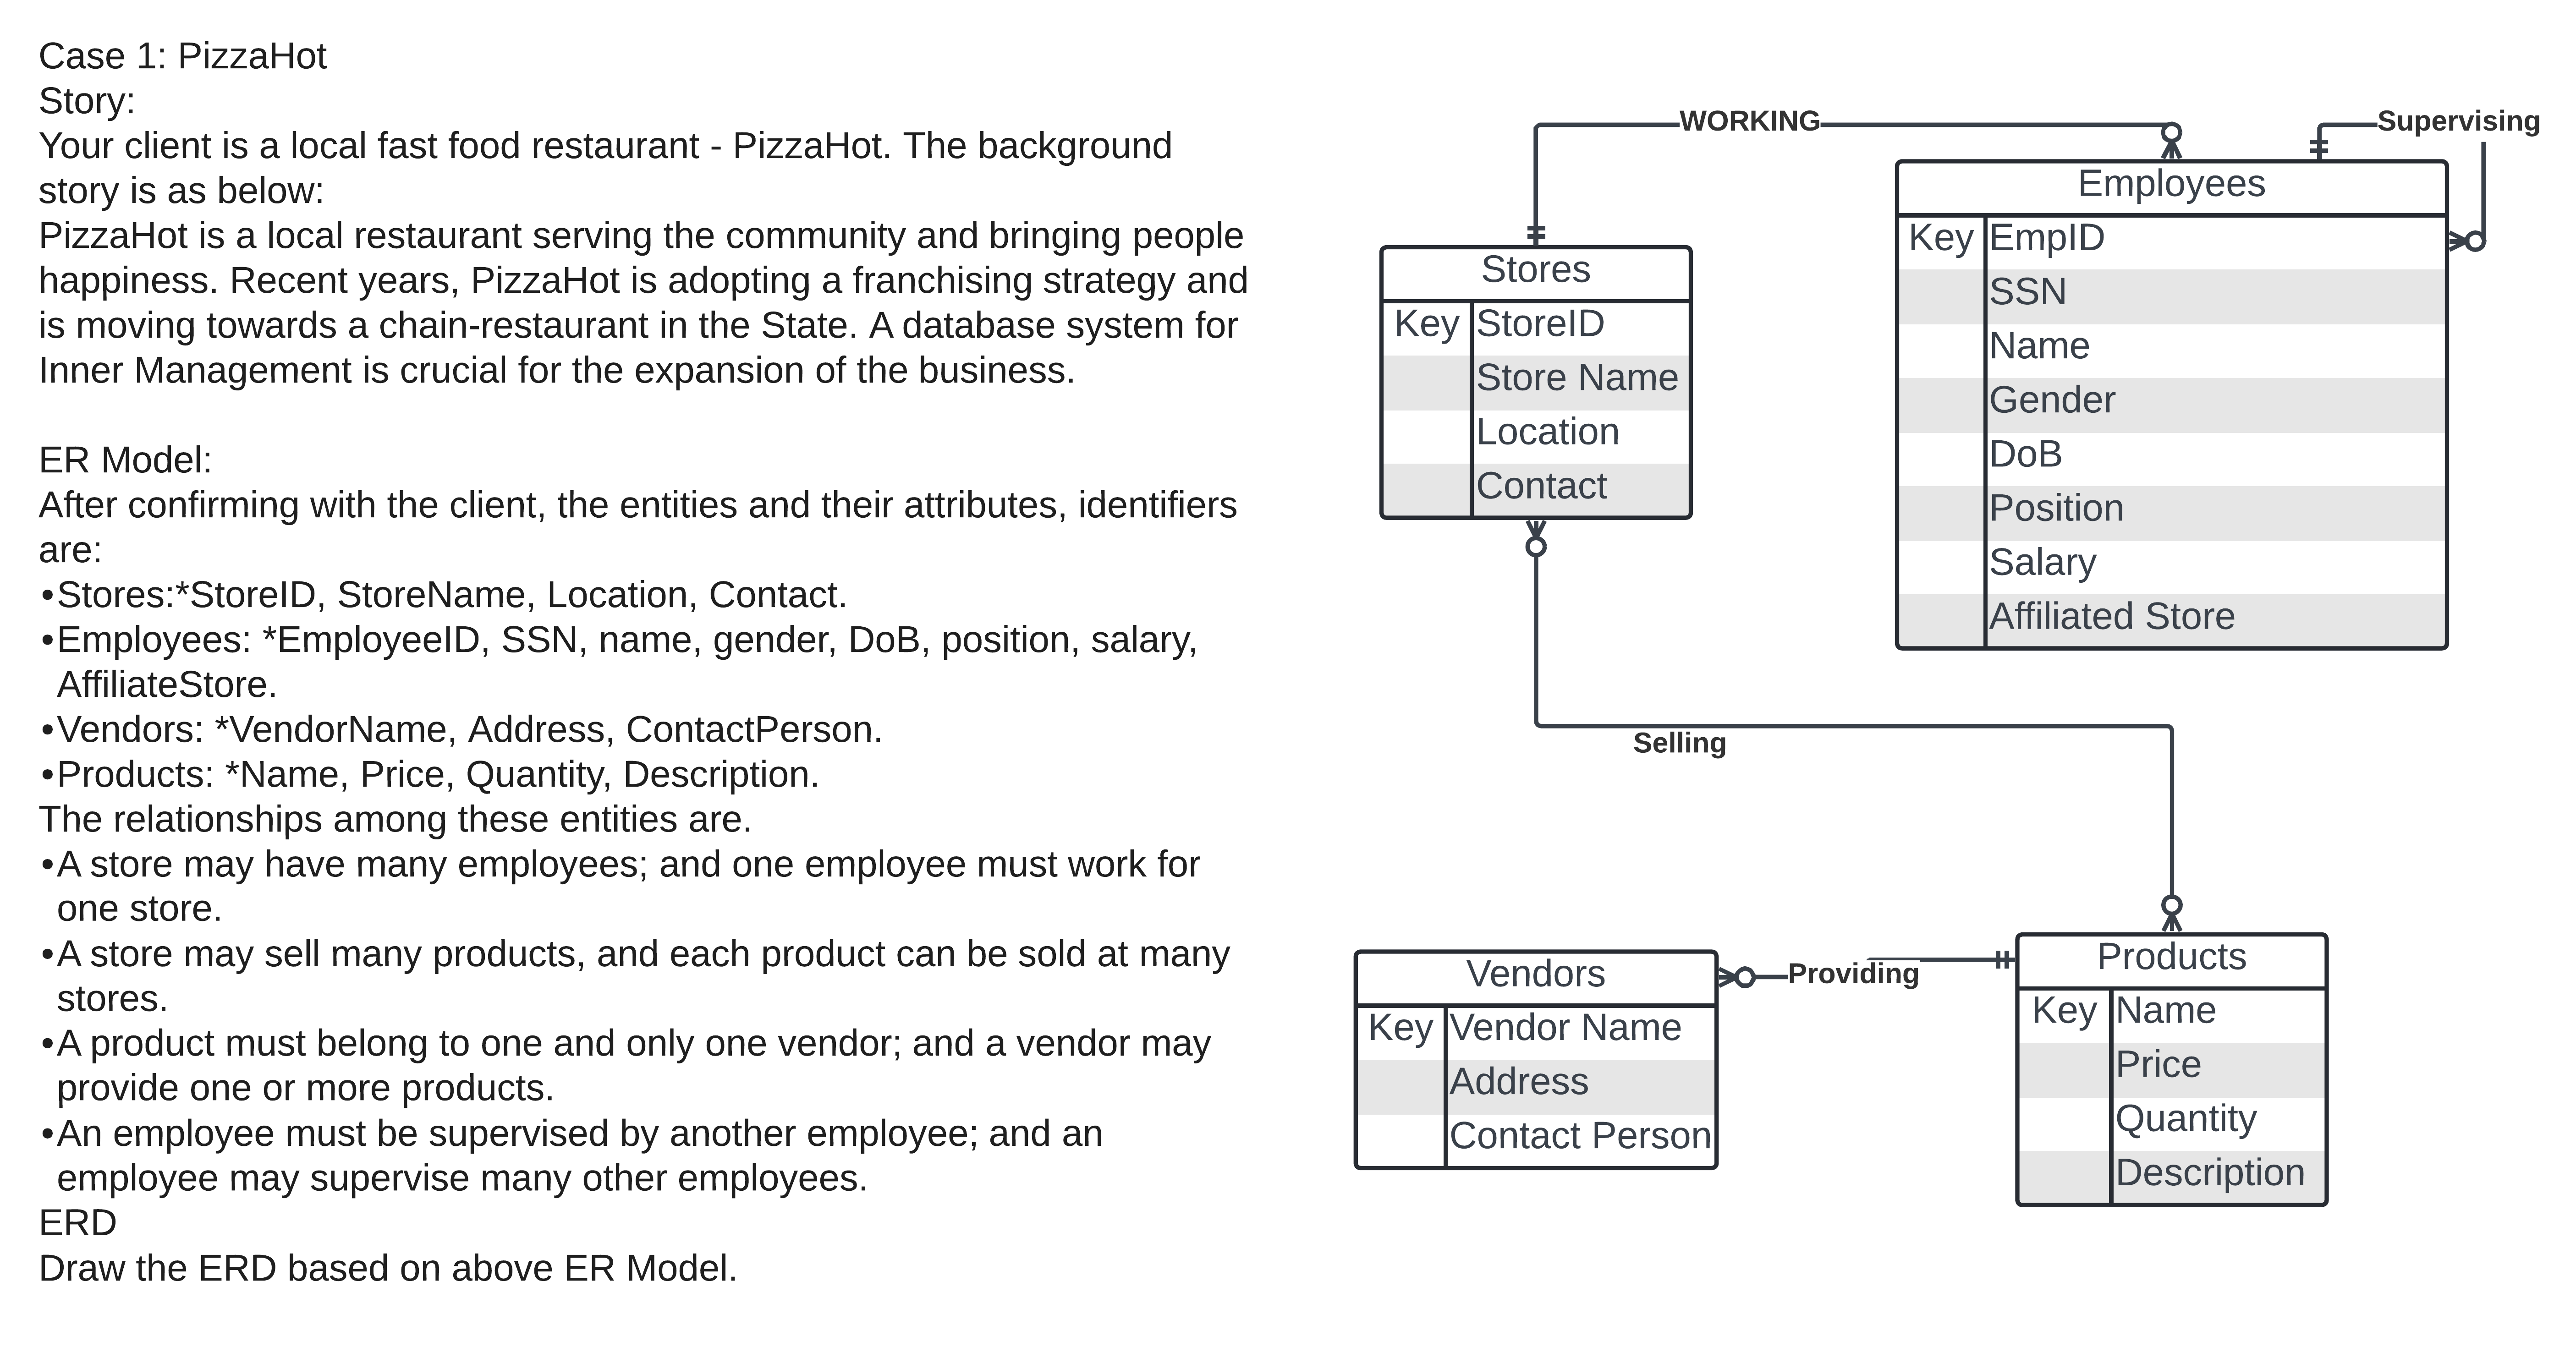 Case 1: PizzaHot
Story:
Your client is a local fast food restaurant - PizzaHot. The background
story is as below:
PizzaHot is a local restaurant serving the community and bringing people
happiness. Recent years, PizzaHot is adopting a franchising strategy and
is moving towards a chain-restaurant in the State. A database system for
Inner Management is crucial for the expansion of the business.
ER Model:
After confirming with the client, the entities and their attributes, identifiers
are:
•Stores:*StoreID, StoreName, Location, Contact.
•Employees: *EmployeeID, SSN, name, gender, DoB, position, salary,
AffiliateStore.
•Vendors: *VendorName, Address, ContactPerson.
•Products: *Name, Price, Quantity, Description.
The relationships among these entities are.
•A store may have many employees; and one employee must work for
one store.
•A store may sell many products, and each product can be sold at many
stores.
•A product must belong to one and only one vendor; and a vendor may
provide one or more products.
•An employee must be supervised by another employee; and an
employee may supervise many other employees.
ERD
Draw the ERD based on above ER Model.
WORKING
Supervising
Stores
Key StoreID
Store Name
Location
Contact
Employees
Key EmpID
SSN
Name
Gender
DoB
Position
Salary
Affiliated Store
Selling
Vendors
Key Vendor Name
Address
Contact Person
Providing
Products
Key Name
Price
Quantity
Description